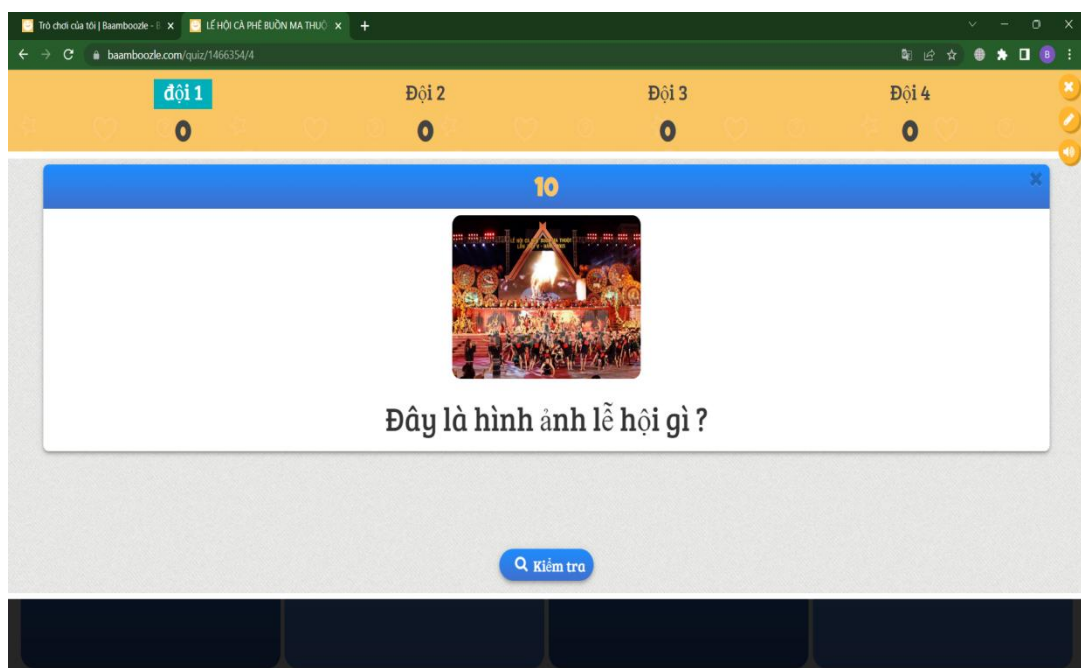 Trò chơi của tôi | Baamboozle - B
LỄ HỘI CÀ PHÊ BUÔN MA THUỘ
baamboozle.com/quiz/1466354/4
B
đội 1
Đội 2
Đội 3
Đội 4
0
0
0
0
10
Đây là hình ảnh lễ hội gì ?
Kiểm tra